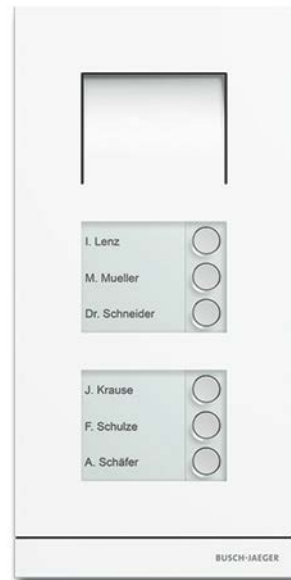 I. Lenz
M. Mueller
Dr. Schneider
J. Krause
F. Schulze
A. Schäfer
BUSCH-JAEGER